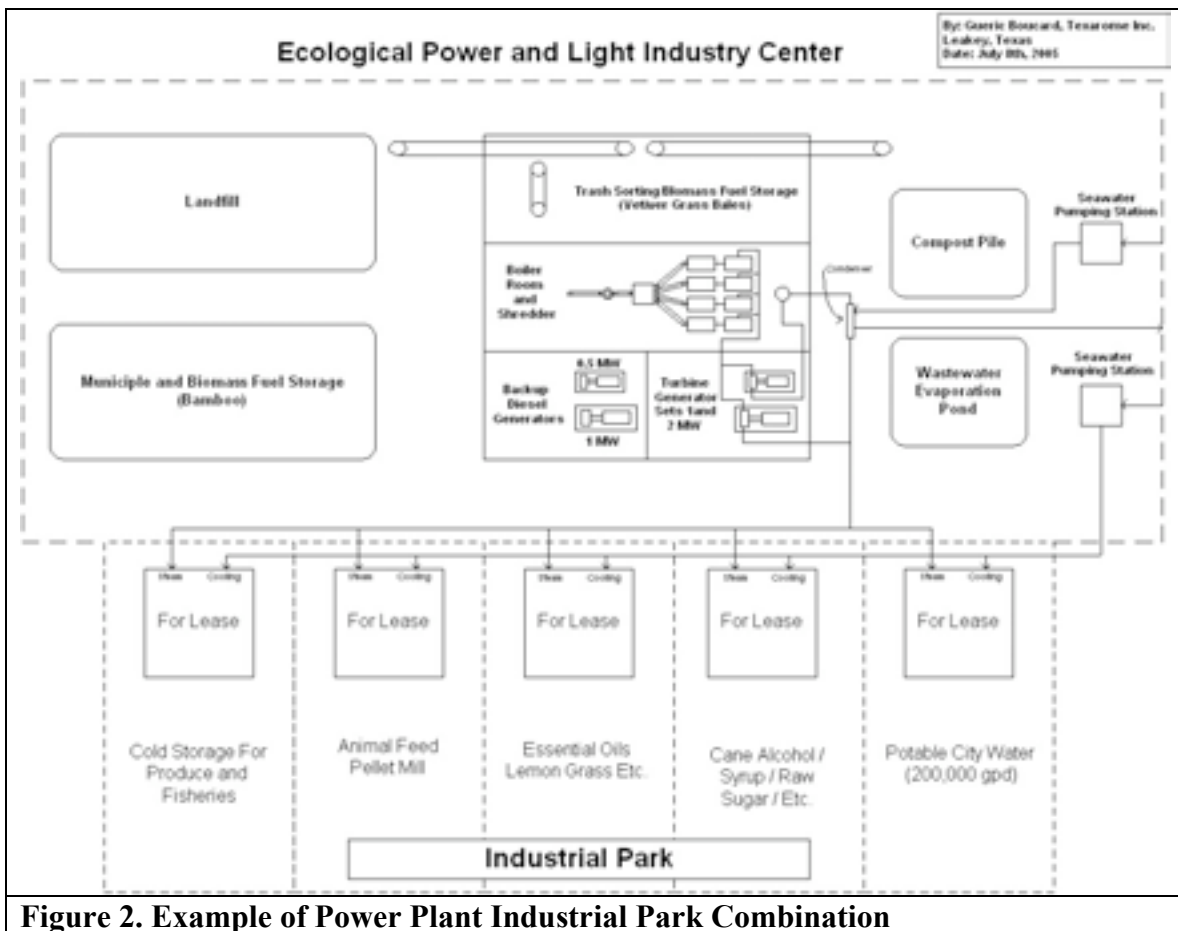 By: Gueric Boucard, Texarome Inc.
Leakey, Texas
Date: July 8th, 2005
Ecological Power and Light Industry Center
Landfill
Trash Sorting Biomass Fuel Storage
(Vetiver Grass Bales)
Compost Pile
Seawater
Pumping Station
Boiler
Room
and
Shredder
Condenser
Municiple and Biomass Fuel Storage
(Bamboo)
Backup
Diesel
Generators
0.5 MW
1 MW
Turbine
Generator
Sets 1and
2 MW
Wastewater
Evaporation
Pond
Seawater
Pumping Station
Steam Cooling
For Lease
Steam Cooling
For Lease
Steam Cooling
For Lease
Steam Cooling
For Lease
Steam Cooling
For Lease
Cold Storage For
Produce and
Fisheries
Animal Feed
Pellet Mill
Essential Oils
Lemon Grass Etc.
Cane Alcohol /
Syrup / Raw
Sugar / Etc.
Potable City Water
(200,000 gpd)
Industrial Park
Figure 2. Example of Power Plant Industrial Park Combination